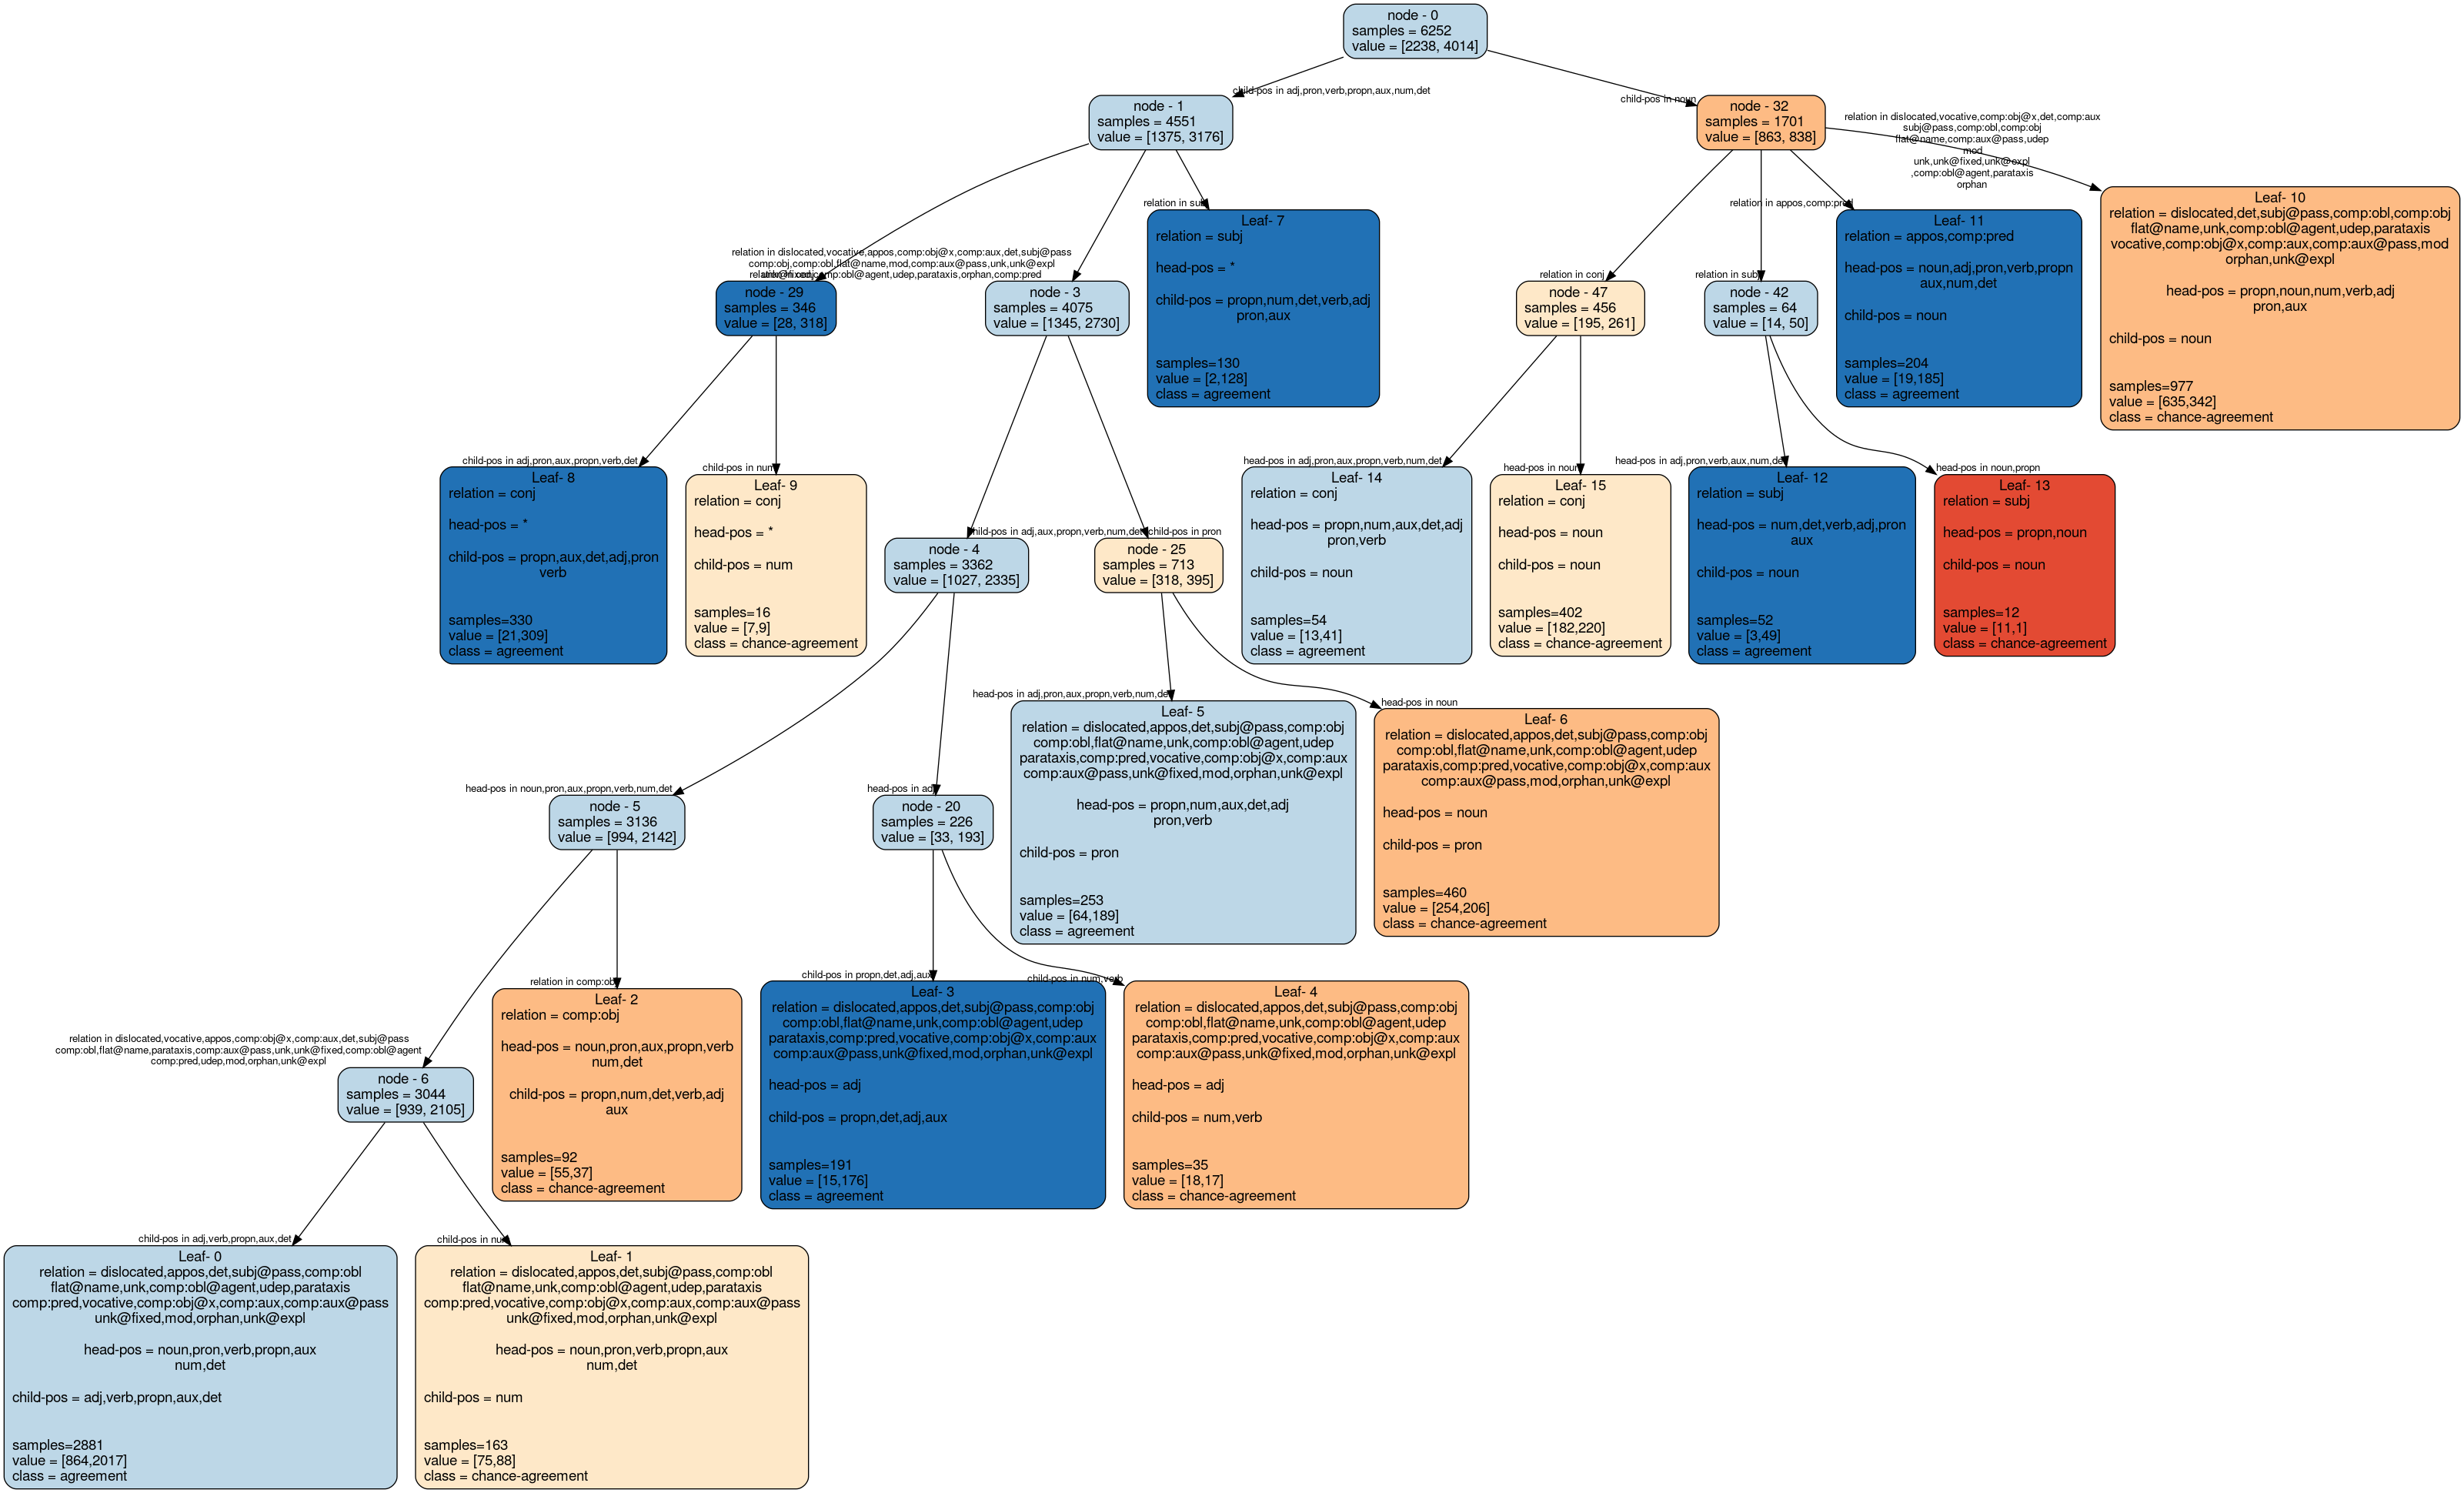 node - 0
samples = 6252
value = [2238, 4014]
child-pos in adj,pron,verb,propn,aux,num,det
node - 1
samples = 4551
value = [1375, 3176]
child-pos in noun
node - 32
samples = 1701
value = [863, 838]
relation in dislocated,vocative,comp:obj@x,det,comp:aux
subj@pass,comp:obl,comp:obj
flat@name,comp:aux@pass,udep
mod
unk,unk@fixed,unk@expl
,comp:obl@agent,parataxis
orphan
relation in subj
Leaf- 7
relation = subj
head-pos = *
child-pos = propn,num,det,verb,adj
pron,aux
samples=130
value = [2,128]
class = agreement
relation in appos,comp:pred
Leaf- 11
relation = appos,comp:pred
head-pos = noun,adj,pron,verb,propn
aux,num,det
child-pos = noun
samples=204
value = [19,185]
class = agreement
Leaf- 10
relation = dislocated,det,subj@pass,comp:obl,comp:obj
flat@name,unk,comp:obl@agent,udep,parataxis
vocative,comp:obj@x,comp:aux,comp:aux@pass,mod
orphan,unk@expl
head-pos = propn,noun,num,verb,adj
pron,aux
child-pos = noun
samples=977
value = [635,342]
class = chance-agreement
relation in dislocated,vocative,appos,comp:obj@x,comp:aux,det,subj@pass
comp:obj,comp:obl,flat@name,mod,comp:aux@pass,unk,unk@expl
comp:obl@agent,udep,parataxis,orphan,comp:pred
node - 29
samples = 346
value = [28, 318]
node - 3
samples = 4075
value = [1345, 2730]
relation in conj
node - 47
samples = 456
value = [195, 261]
relation in subj
node - 42
samples = 64
value = [14, 50]
child-pos in adj,pron,aux,propn,verb,det
Leaf- 8
relation = conj
head-pos = *
child-pos = propn,aux,det,adj,pron
verb
samples=330
value = [21,309]
class = agreement
child-pos in num
Leaf- 9
relation = conj
head-pos = *
child-pos = num
samples=16
value = [7,9]
class = chance-agreement
head-pos in adj,pron,aux,propn,verb,num,det
Leaf- 14
relation = conj
head-pos = propn,num,aux,det,adj
pron,verb
child-pos = noun
samples=54
value = [13,41]
class = agreement
head-pos in noun
Leaf- 15
relation = conj
head-pos = noun
child-pos = noun
samples=402
value = [182,220]
class = chance-agreement
head-pos in adj,pron,verb,aux,num,det
Leaf- 12
relation = subj
head-pos = num,det,verb,adj,pron
aux
child-pos = noun
samples=52
value = [3,49]
class = agreement
head-pos in noun,propn
Leaf- 13
relation = subj
head-pos = propn,noun
child-pos = noun
samples=12
value = [11,1]
class = chance-agreement
child-pos in adj,aux,propn,verb,num,det
node - 4
samples = 3362
value = [1027, 2335]
child-pos in pron
node - 25
samples = 713
value = [318, 395]
head-pos in adj,pron,aux,propn,verb,num,det
Leaf- 5
relation = dislocated,appos,det,subj@pass,comp:obj
comp:obl,flat@name,unk,comp:obl@agent,udep
parataxis,comp:pred,vocative,comp:obj@x,comp:aux
comp:aux@pass,unk@fixed,mod,orphan,unk@expl
head-pos = propn,num,aux,det,adj
pron,verb
child-pos = pron
samples=253
value = [64,189]
class = agreement
head-pos in noun
Leaf- 6
relation = dislocated,appos,det,subj@pass,comp:obj
comp:obl,flat@name,unk,comp:obl@agent,udep
parataxis,comp:pred,vocative,comp:obj@x,comp:aux
comp:aux@pass,mod,orphan,unk@expl
head-pos = noun
child-pos = pron
samples=460
value = [254,206]
class = chance-agreement
head-pos in noun,pron,aux,propn,verb,num,det
node - 5
samples = 3136
value = [994, 2142]
head-pos in adj
node - 20
samples = 226
value = [33, 193]
relation in dislocated,vocative,appos,comp:obj@x,comp:aux,det,subj@pass
comp:obl,flat@name,parataxis,comp:aux@pass,unk,unk@fixed,comp:obl@agent
comp:pred,udep,mod,orphan,unk@expl
node - 6
samples = 3044
value = [939, 2105]
relation in comp:obj
Leaf- 2
relation = comp:obj
head-pos = noun,pron,aux,propn,verb
num,det
child-pos = propn,num,det,verb,adj
aux
samples=92
value = [55,37]
class = chance-agreement
child-pos in propn,det,adj,aux
Leaf- 3
relation = dislocated,appos,det,subj@pass,comp:obj
comp:obl,flat@name,unk,comp:obl@agent,udep
parataxis,comp:pred,vocative,comp:obj@x,comp:aux
comp:aux@pass,unk@fixed,mod,orphan,unk@expl
head-pos = adj
child-pos = propn,det,adj,aux
samples=191
value = [15,176]
class = agreement
child-pos in num,verb
Leaf- 4
relation = dislocated,appos,det,subj@pass,comp:obj
comp:obl,flat@name,unk,comp:obl@agent,udep
parataxis,comp:pred,vocative,comp:obj@x,comp:aux
comp:aux@pass,unk@fixed,mod,orphan,unk@expl
head-pos = adj
child-pos = num,verb
samples=35
value = [18,17]
class = chance-agreement
child-pos in adj,verb,propn,aux,det
Leaf- 0
relation = dislocated,appos,det,subj@pass,comp:obl
flat@name,unk,comp:obl@agent,udep,parataxis
comp:pred,vocative,comp:obj@x,comp:aux,comp:aux@pass
unk@fixed,mod,orphan,unk@expl
head-pos = noun,pron,verb,propn,aux
num,det
child-pos = adj,verb,propn,aux,det
samples=2881
value = [864,2017]
class = agreement
child-pos in num
Leaf- 1
relation = dislocated,appos,det,subj@pass,comp:obl
flat@name,unk,comp:obl@agent,udep,parataxis
comp:pred,vocative,comp:obj@x,comp:aux,comp:aux@pass
unk@fixed,mod,orphan,unk@expl
head-pos = noun,pron,verb,propn,aux
num,det
child-pos = num
samples=163
value = [75,88]
class = chance-agreement